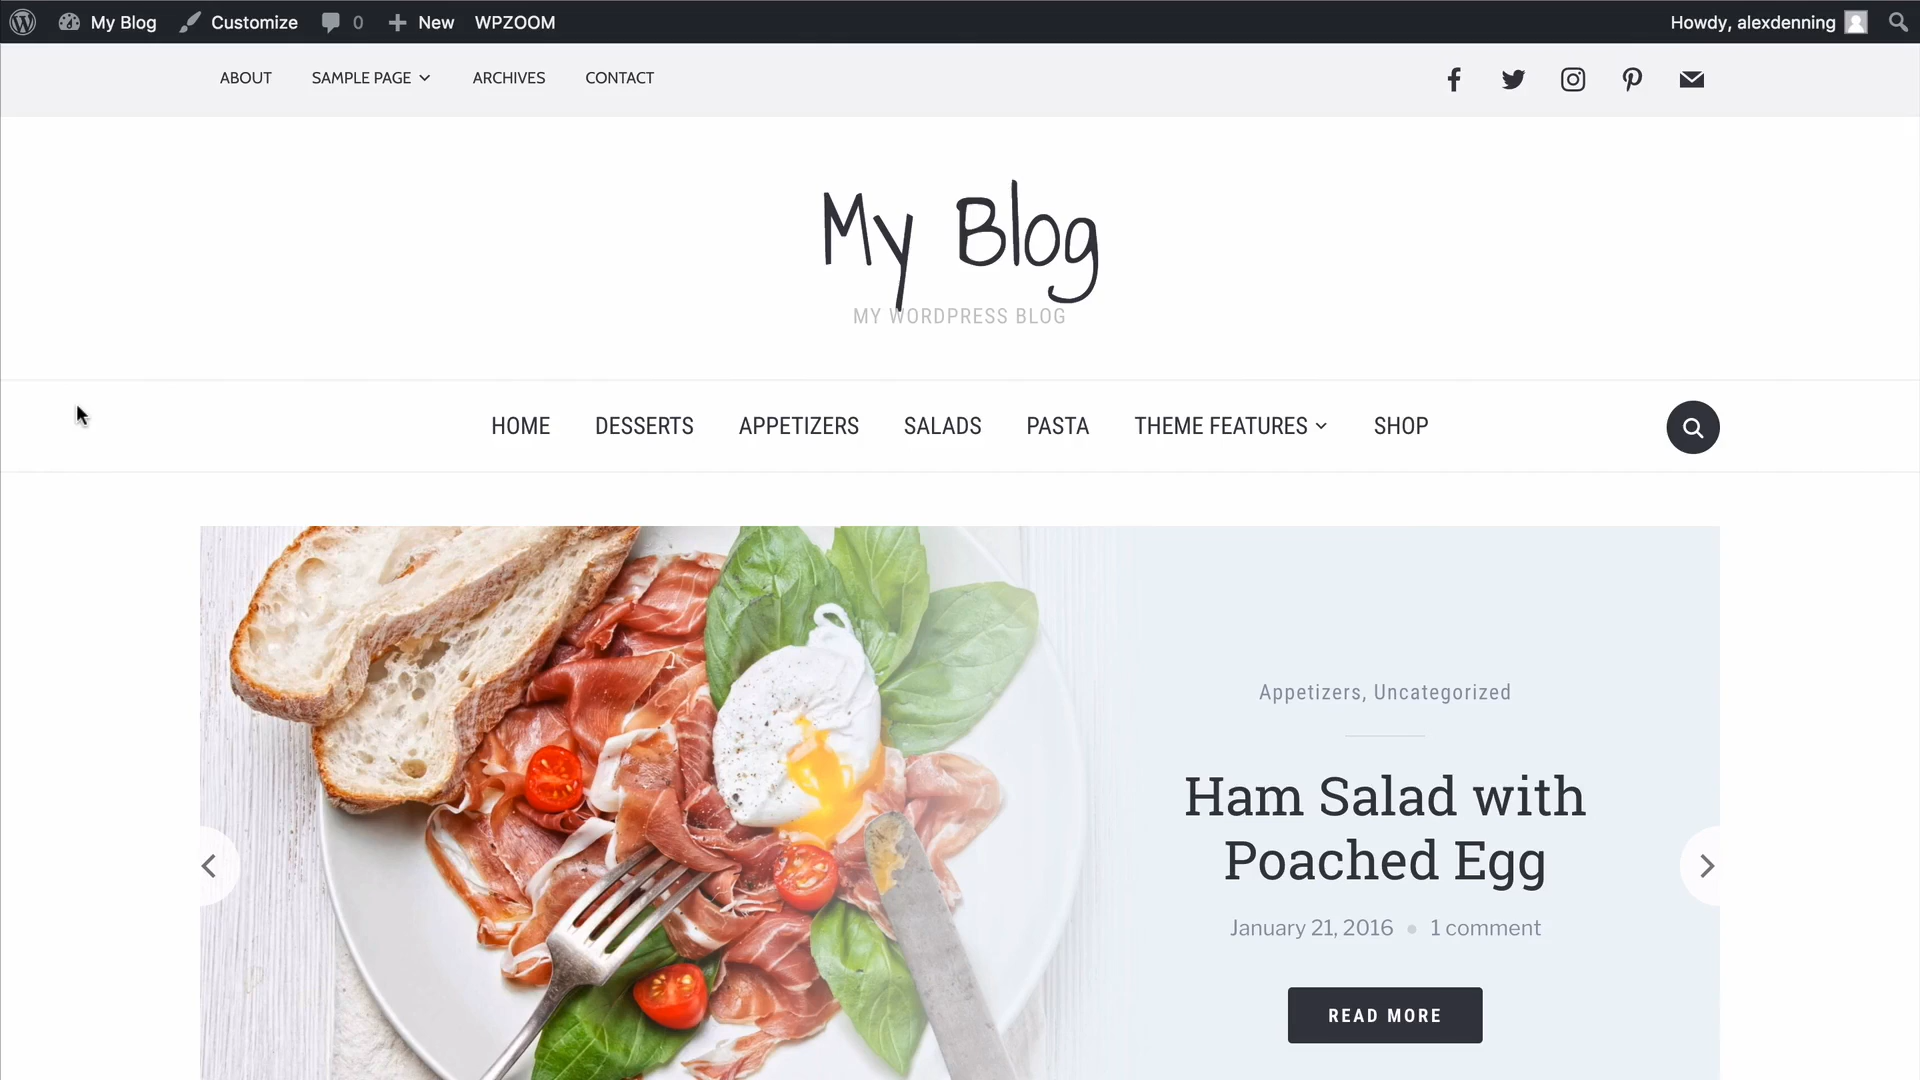 My Blog Customize 0 New WPZOOM Howdy, alexdenning
ABOUT SAMPLE PAGE ARCHIVES CONTACT
My Blog
MY WORDPRESS BLOG
HOME DESSERTS APPETIZERS SALADS PASTA THEME FEATURES SHOP
Appetizers, Uncategorized
Ham Salad with
Poached Egg
January 21, 2016 • 1 comment
READ MORE